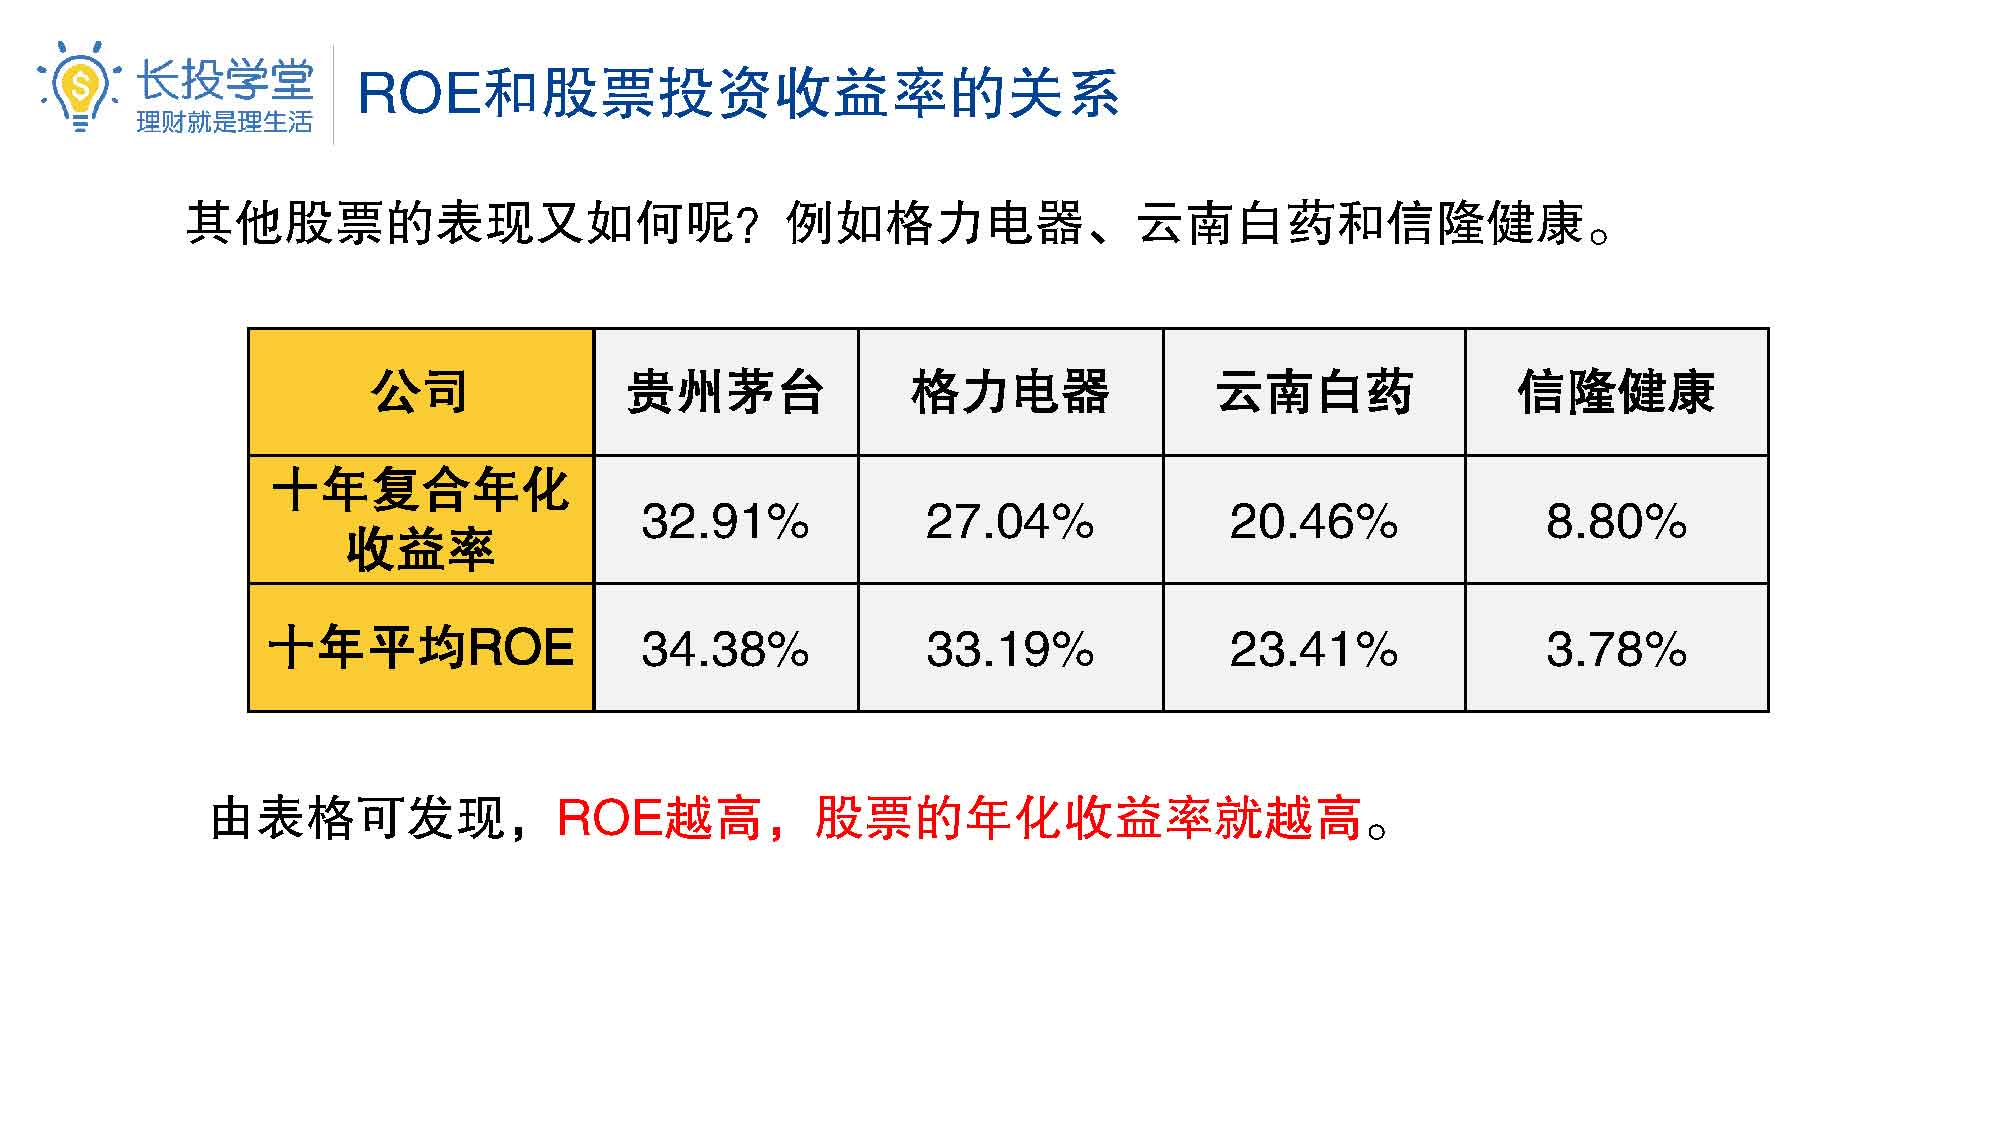 长投学堂
理财就是理生活
ROE和股票投资收益率的关系
其他股票的表现又如何呢？例如格力电器、云南白药和信隆健康。
公司 贵州茅台 格力电器 云南白药 信隆健康
十年复合年化
收益率 32.91% 27.04% 20.46% 8.80%
十年平均ROE 34.38% 33.19% 23.41% 3.78%
由表格可发现，ROE越高，股票的年化收益率就越高。